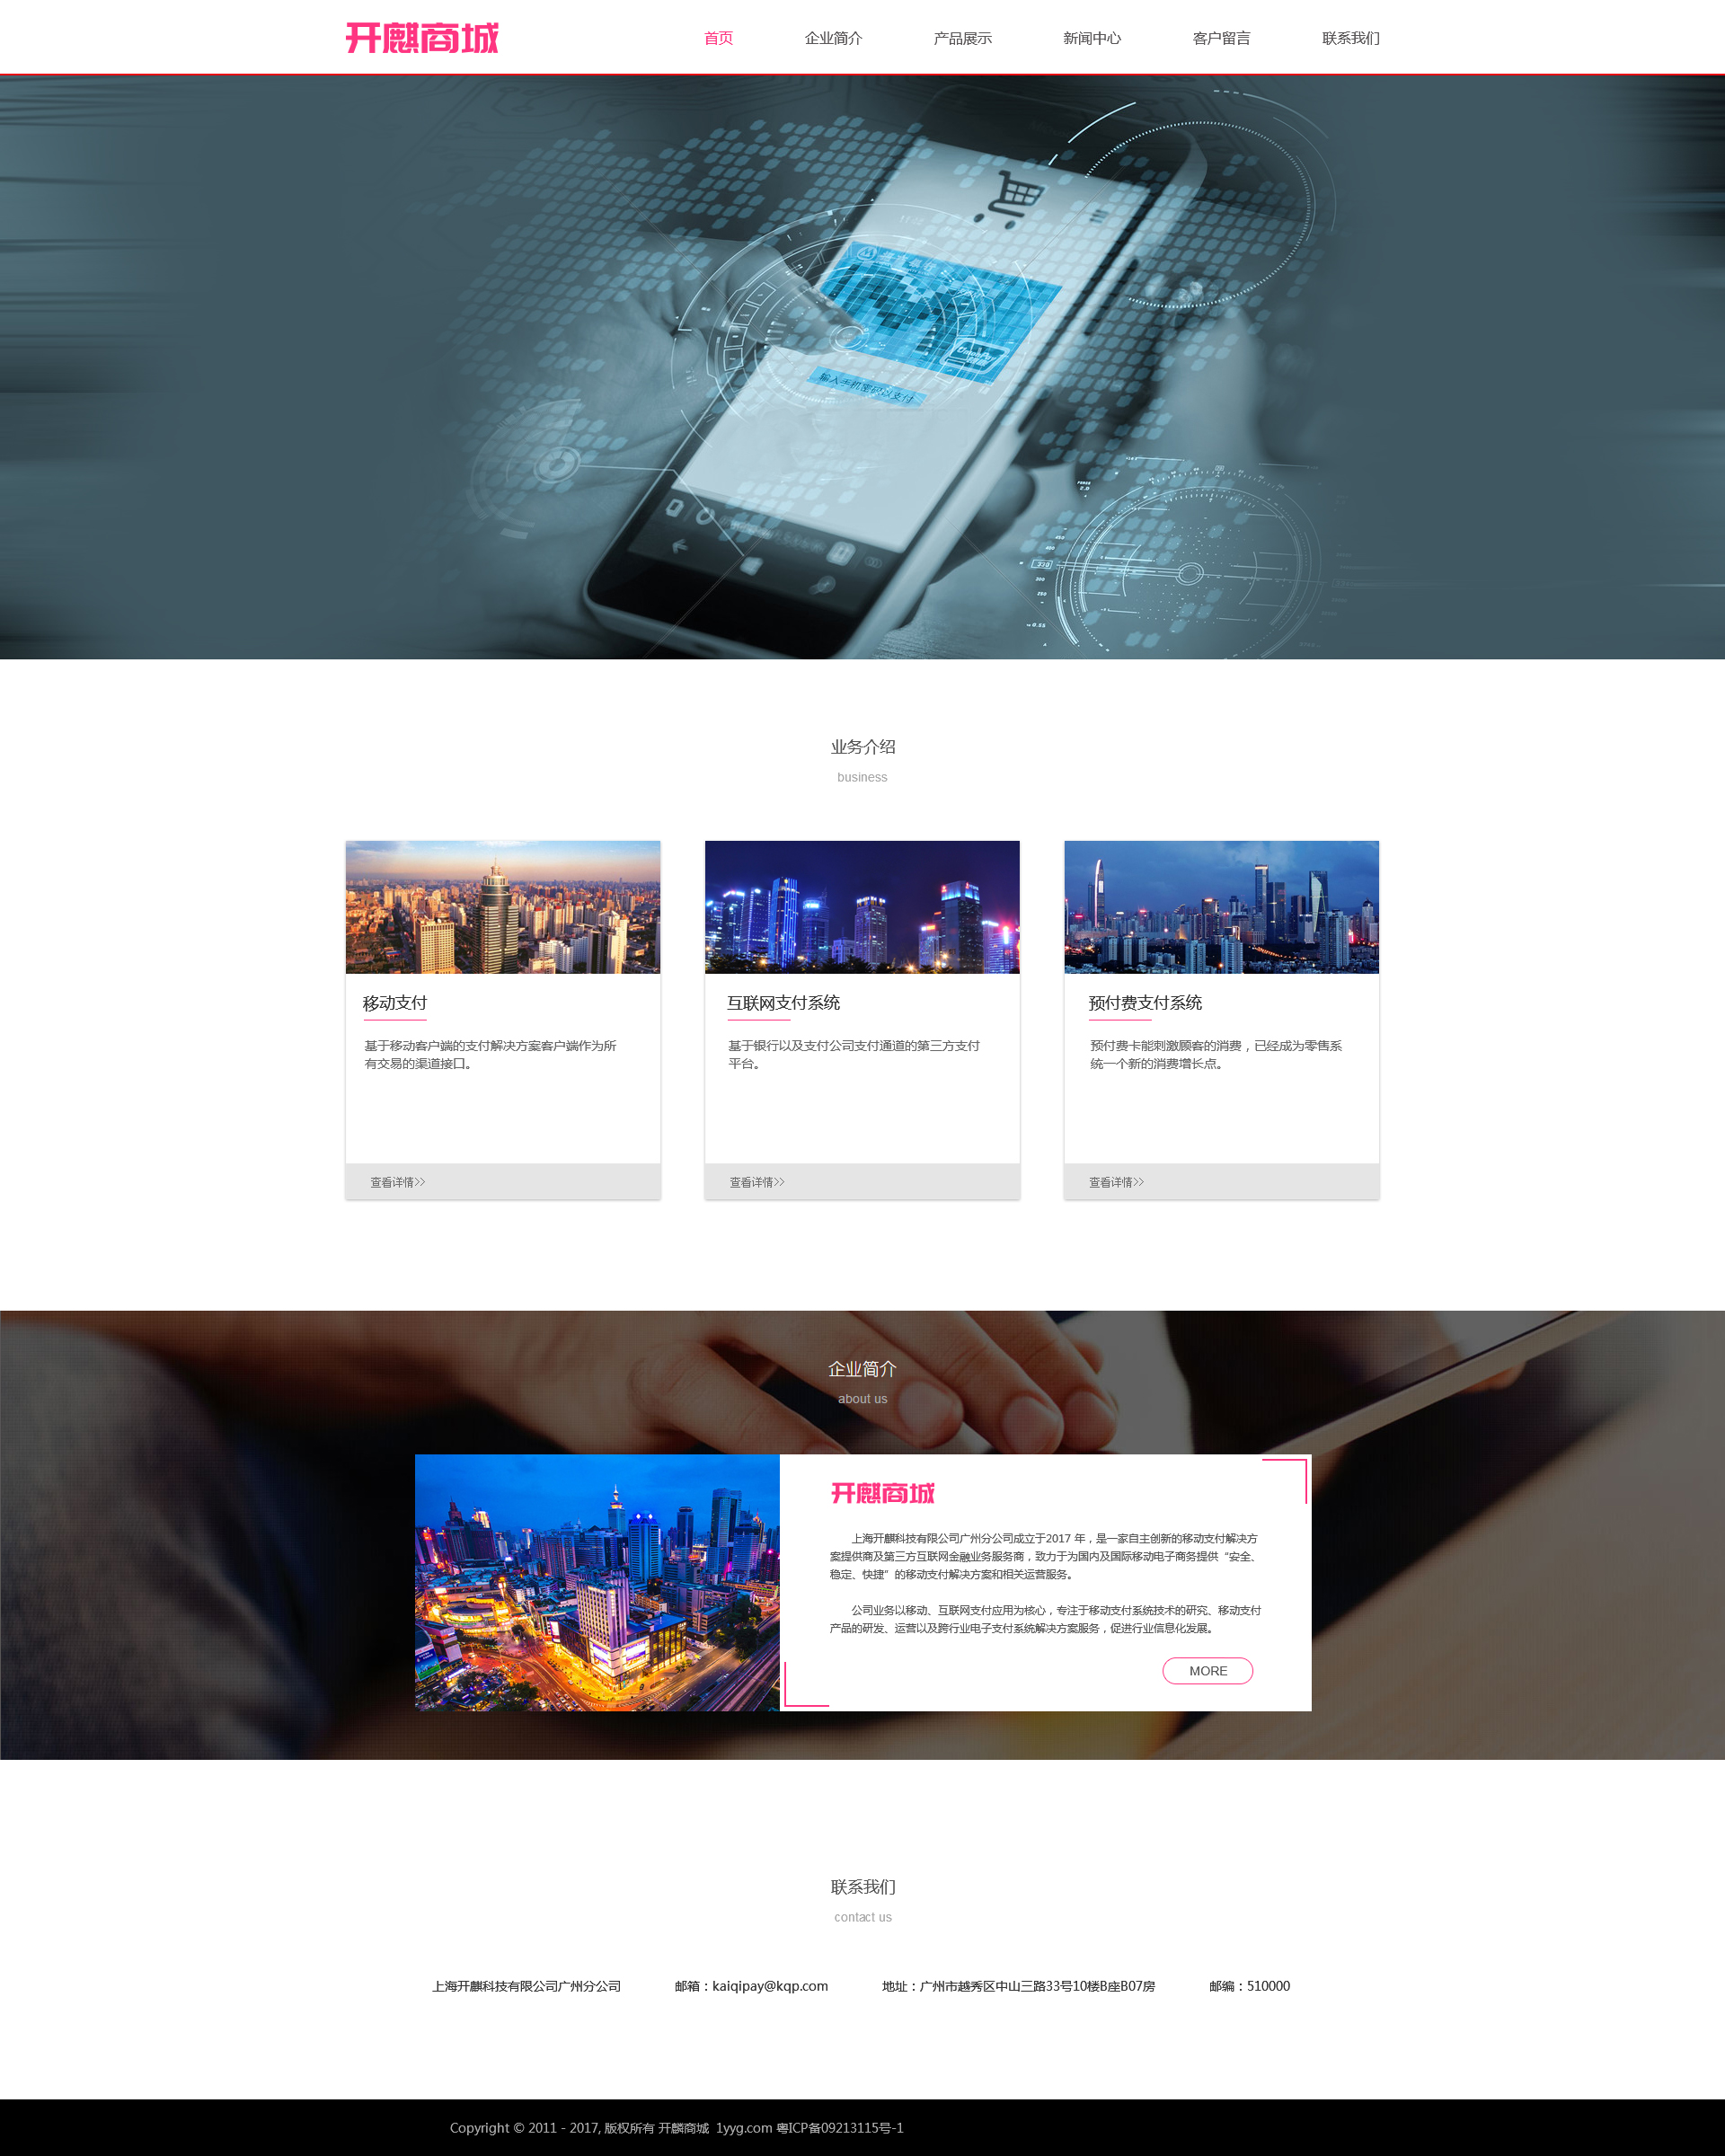 开麒商城
首页 企业简介 产品展示 新闻中心 客户留言 联系我们
输入手机密码以支付
UnionPay
业务介绍
business
移动支付
基于移动客户端的支付解决方案客户端作为所
有交易的渠道接口。
查看详情>>
互联网支付系统
基于银行以及支付公司支付通道的第三方支付
平台。
查看详情>>
预付费支付系统
预付费卡能刺激顾客的消费，已经成为零售系
统一个新的消费增长点。
查看详情>>
企业简介
about us
开麒商城
上海开麒科技有限公司广州分公司成立于2017 年，是一家自主创新的移动支付解决方
案提供商及第三方互联网金融业务服务商，致力于为国内及国际移动电子商务提供“安全、
稳定、快捷”的移动支付解决方案和相关运营服务。
公司业务以移动、互联网支付应用为核心，专注于移动支付系统技术的研究、移动支付
产品的研发、运营以及跨行业电子支付系统解决方案服务，促进行业信息化发展。
MORE
联系我们
contact us
上海开麒科技有限公司广州分公司 邮箱：kaiqipay@kqp.com 地址：广州市越秀区中山三路33号10楼B座B07房 邮编：510000
Copyright © 2011 - 2017, 版权所有 开麟商城 1yyg.com 粤ICP备09213115号-1